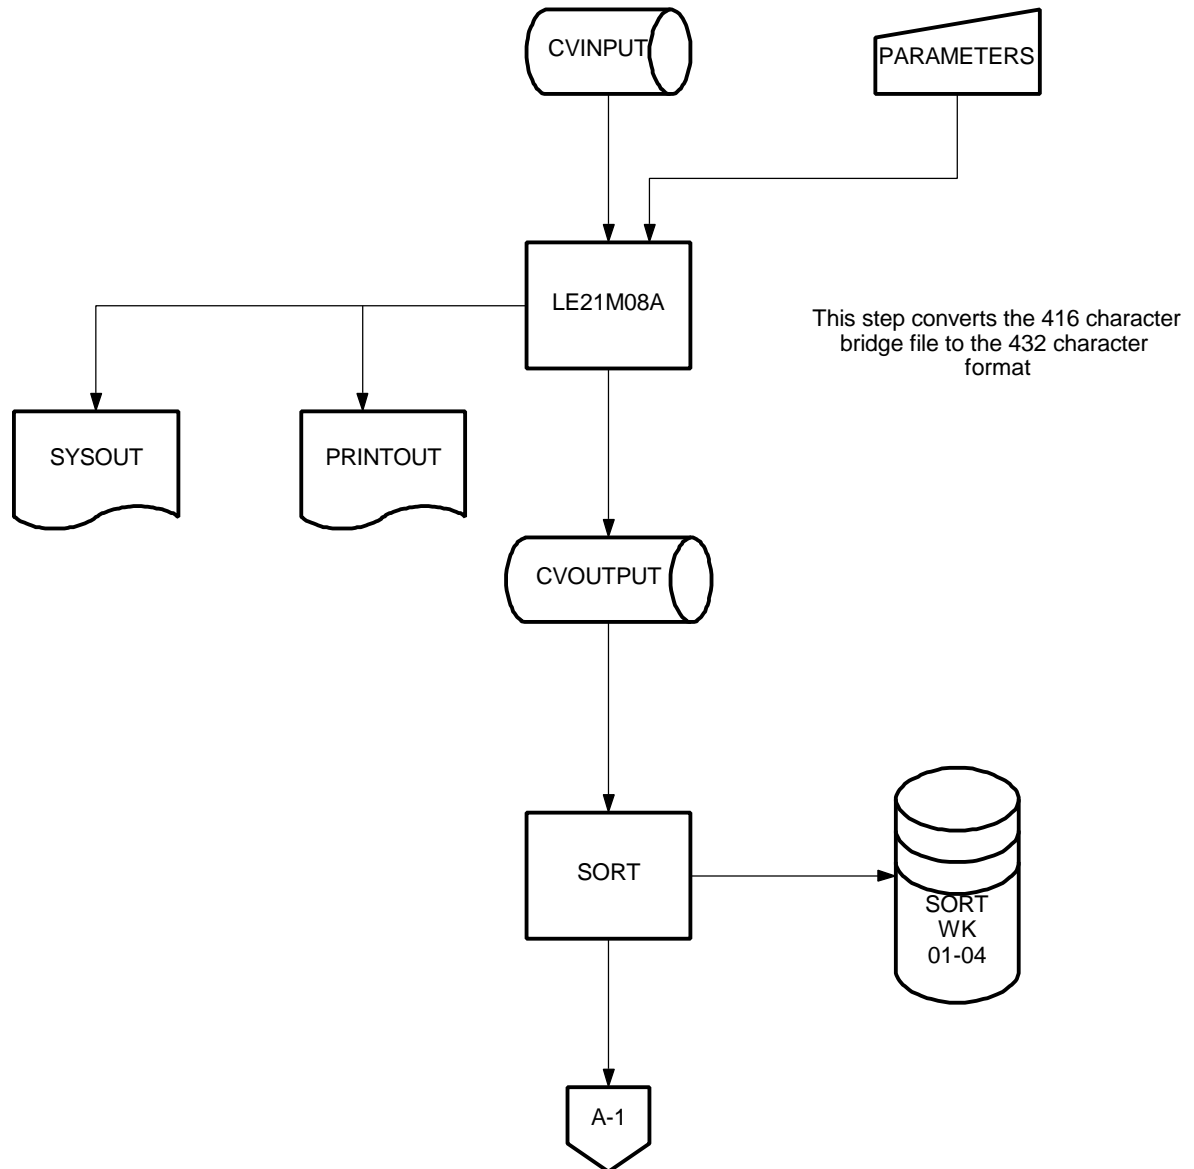 CVINPUT
PARAMETERS
LE21M08A
This step converts the 416 character
bridge file to the 432 character
format
SYSOUT
PRINTOUT
CVOUTPUT
SORT
SORT
WK
01-04
A-1